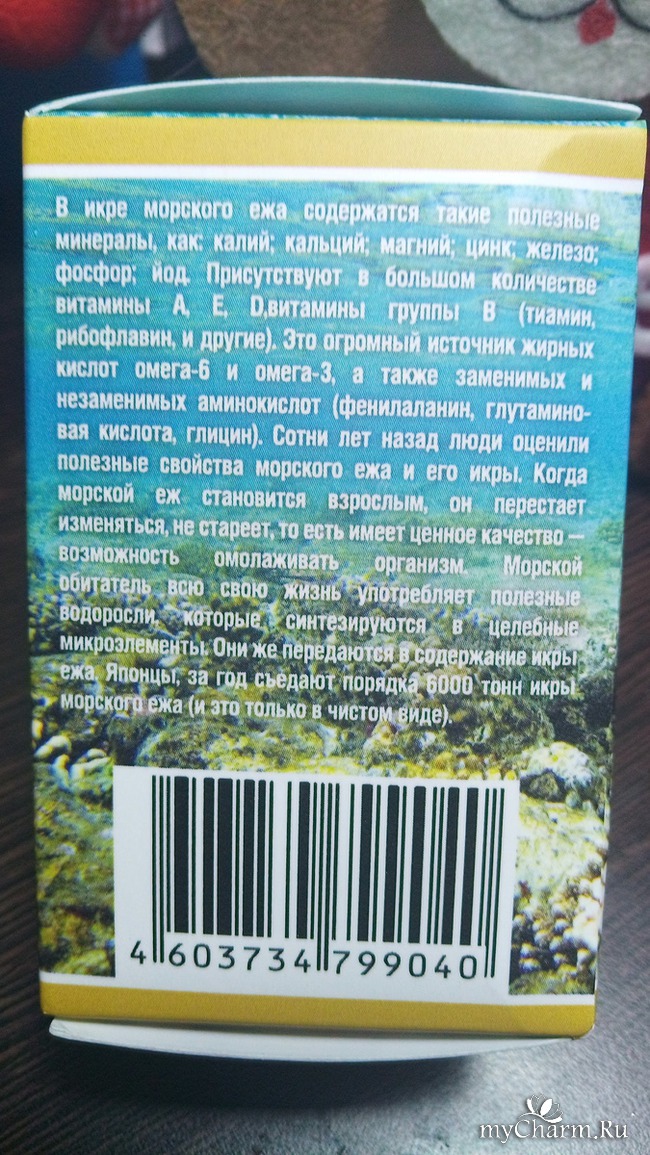 В икре морского ежа содержатся такие полезные
минералы, как: калий; кальций; магний; цинк; железо;
фосфор; йод. Присутствуют в большом количестве
витамины А, Е, D,витамины группы В (тиамин,
рибофлавин, и другие). Это огромный источник жирных
кислот омега-6 и омега-3, а также заменимых и
незаменимых аминокислот (фенилаланин, глутамино-
вая кислота, глицин). Сотни лет назад люди оценили
полезные свойства морского ежа и его икры. Когда
морской еж становится взрослым, он перестает
изменяться, не стареет, то есть имеет ценное качество –
возможность омолаживать организм. Морской
обитатель всю свою жизнь употребляет полезные
водоросли, которые синтезируются в целебные
микроэлементы. Они же передаются в содержание икры
ежа. Японцы, за год съедают порядка 6000 тонн икры
морского ежа (и это только в чистом виде).
4 603734 799040
myCharm.Ru